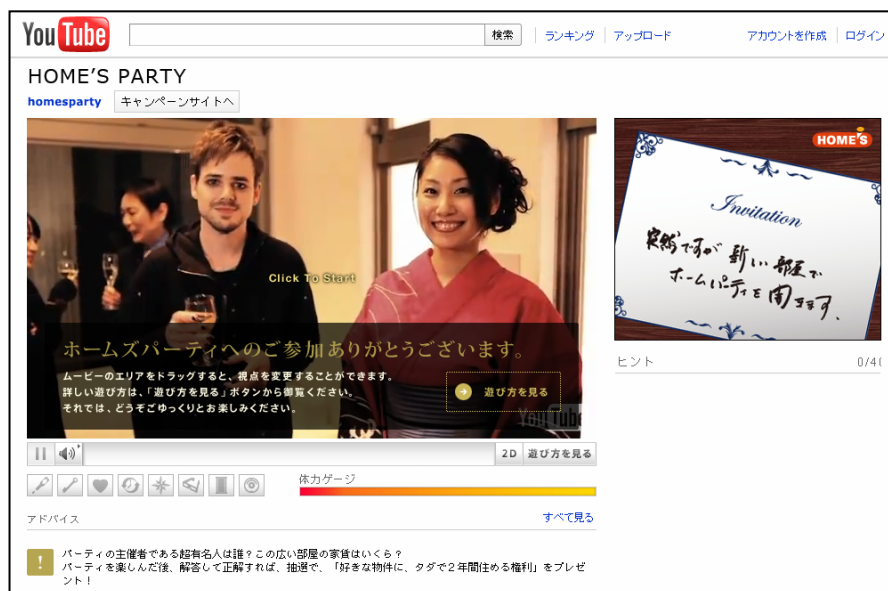 YouTube
検索
ランキング
アップロード
アカウントを作成
ログイン
HOME'S PARTY
homesparty
キャンペーンサイトへ
Click To Start
ホームズパーティへのご参加ありがとうございます。
ムービーのエリアをドラッグすると、視点を変更することができます。
詳しい遊び方は、「遊び方を見る」ボタンから御覧ください。
それでは、どうぞごゆっくりとお楽しみください。
遊び方を見る
YouTube
HOME'S
Invitation
突然ですが 新しい部屋で
ホームパーティを開きます。
ヒント
0/4
2D
遊び方を見る
体力ゲージ
アドバイス
すべて見る
!
パーティの主催者である超有名人は誰？この広い部屋の家賃はいくら？
パーティを楽しんだ後、解答して正解すれば、抽選で、「好きな物件に、タダで２年間住める権利」をプレゼ
ント！